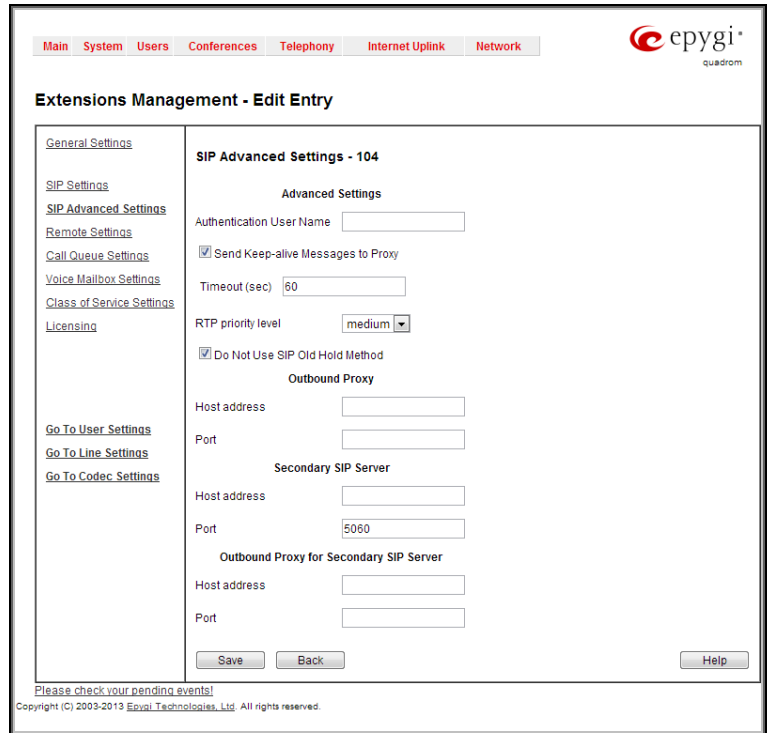 epygi
quadrom
Main System Users Conferences Telephony Internet Uplink Network
Extensions Management - Edit Entry
General Settings
SIP Settings
SIP Advanced Settings
Remote Settings
Call Queue Settings
Voice Mailbox Settings
Class of Service Settings
Licensing
Go To User Settings
Go To Line Settings
Go To Codec Settings
SIP Advanced Settings - 104
Advanced Settings
Authentication User Name
Send Keep-alive Messages to Proxy
Timeout (sec) 60
RTP priority level medium
Do Not Use SIP Old Hold Method
Outbound Proxy
Host address
Port
Secondary SIP Server
Host address
Port 5060
Outbound Proxy for Secondary SIP Server
Host address
Port
Save Back Help
Please check your pending events!
Copyright (C) 2003-2013 Epygi Technologies, Ltd. All rights reserved.